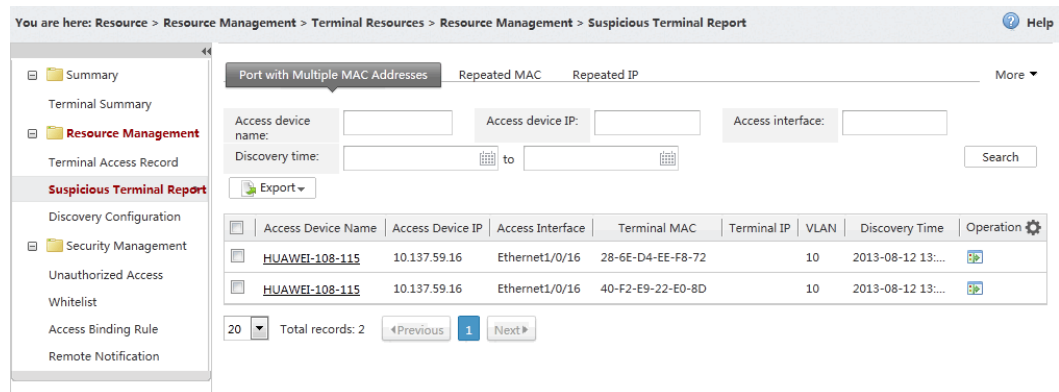 You are here: Resource > Resource Management > Terminal Resources > Resource Management > Suspicious Terminal Report
Help
Summary
Terminal Summary
Resource Management
Terminal Access Record
Suspicious Terminal Report
Discovery Configuration
Security Management
Unauthorized Access
Whitelist
Access Binding Rule
Remote Notification
Port with Multiple MAC Addresses Repeated MAC Repeated IP More
Access device name: Access device IP: Access interface:
Discovery time: to Search
Export
Access Device Name Access Device IP Access Interface Terminal MAC Terminal IP VLAN Discovery Time Operation
HUAWEI-108-115 10.137.59.16 Ethernet1/0/16 28-6E-D4-EE-F8-72 10 2013-08-12 13:...
HUAWEI-108-115 10.137.59.16 Ethernet1/0/16 40-F2-E9-22-E0-8D 10 2013-08-12 13:...
20 Total records: 2 Previous 1 Next